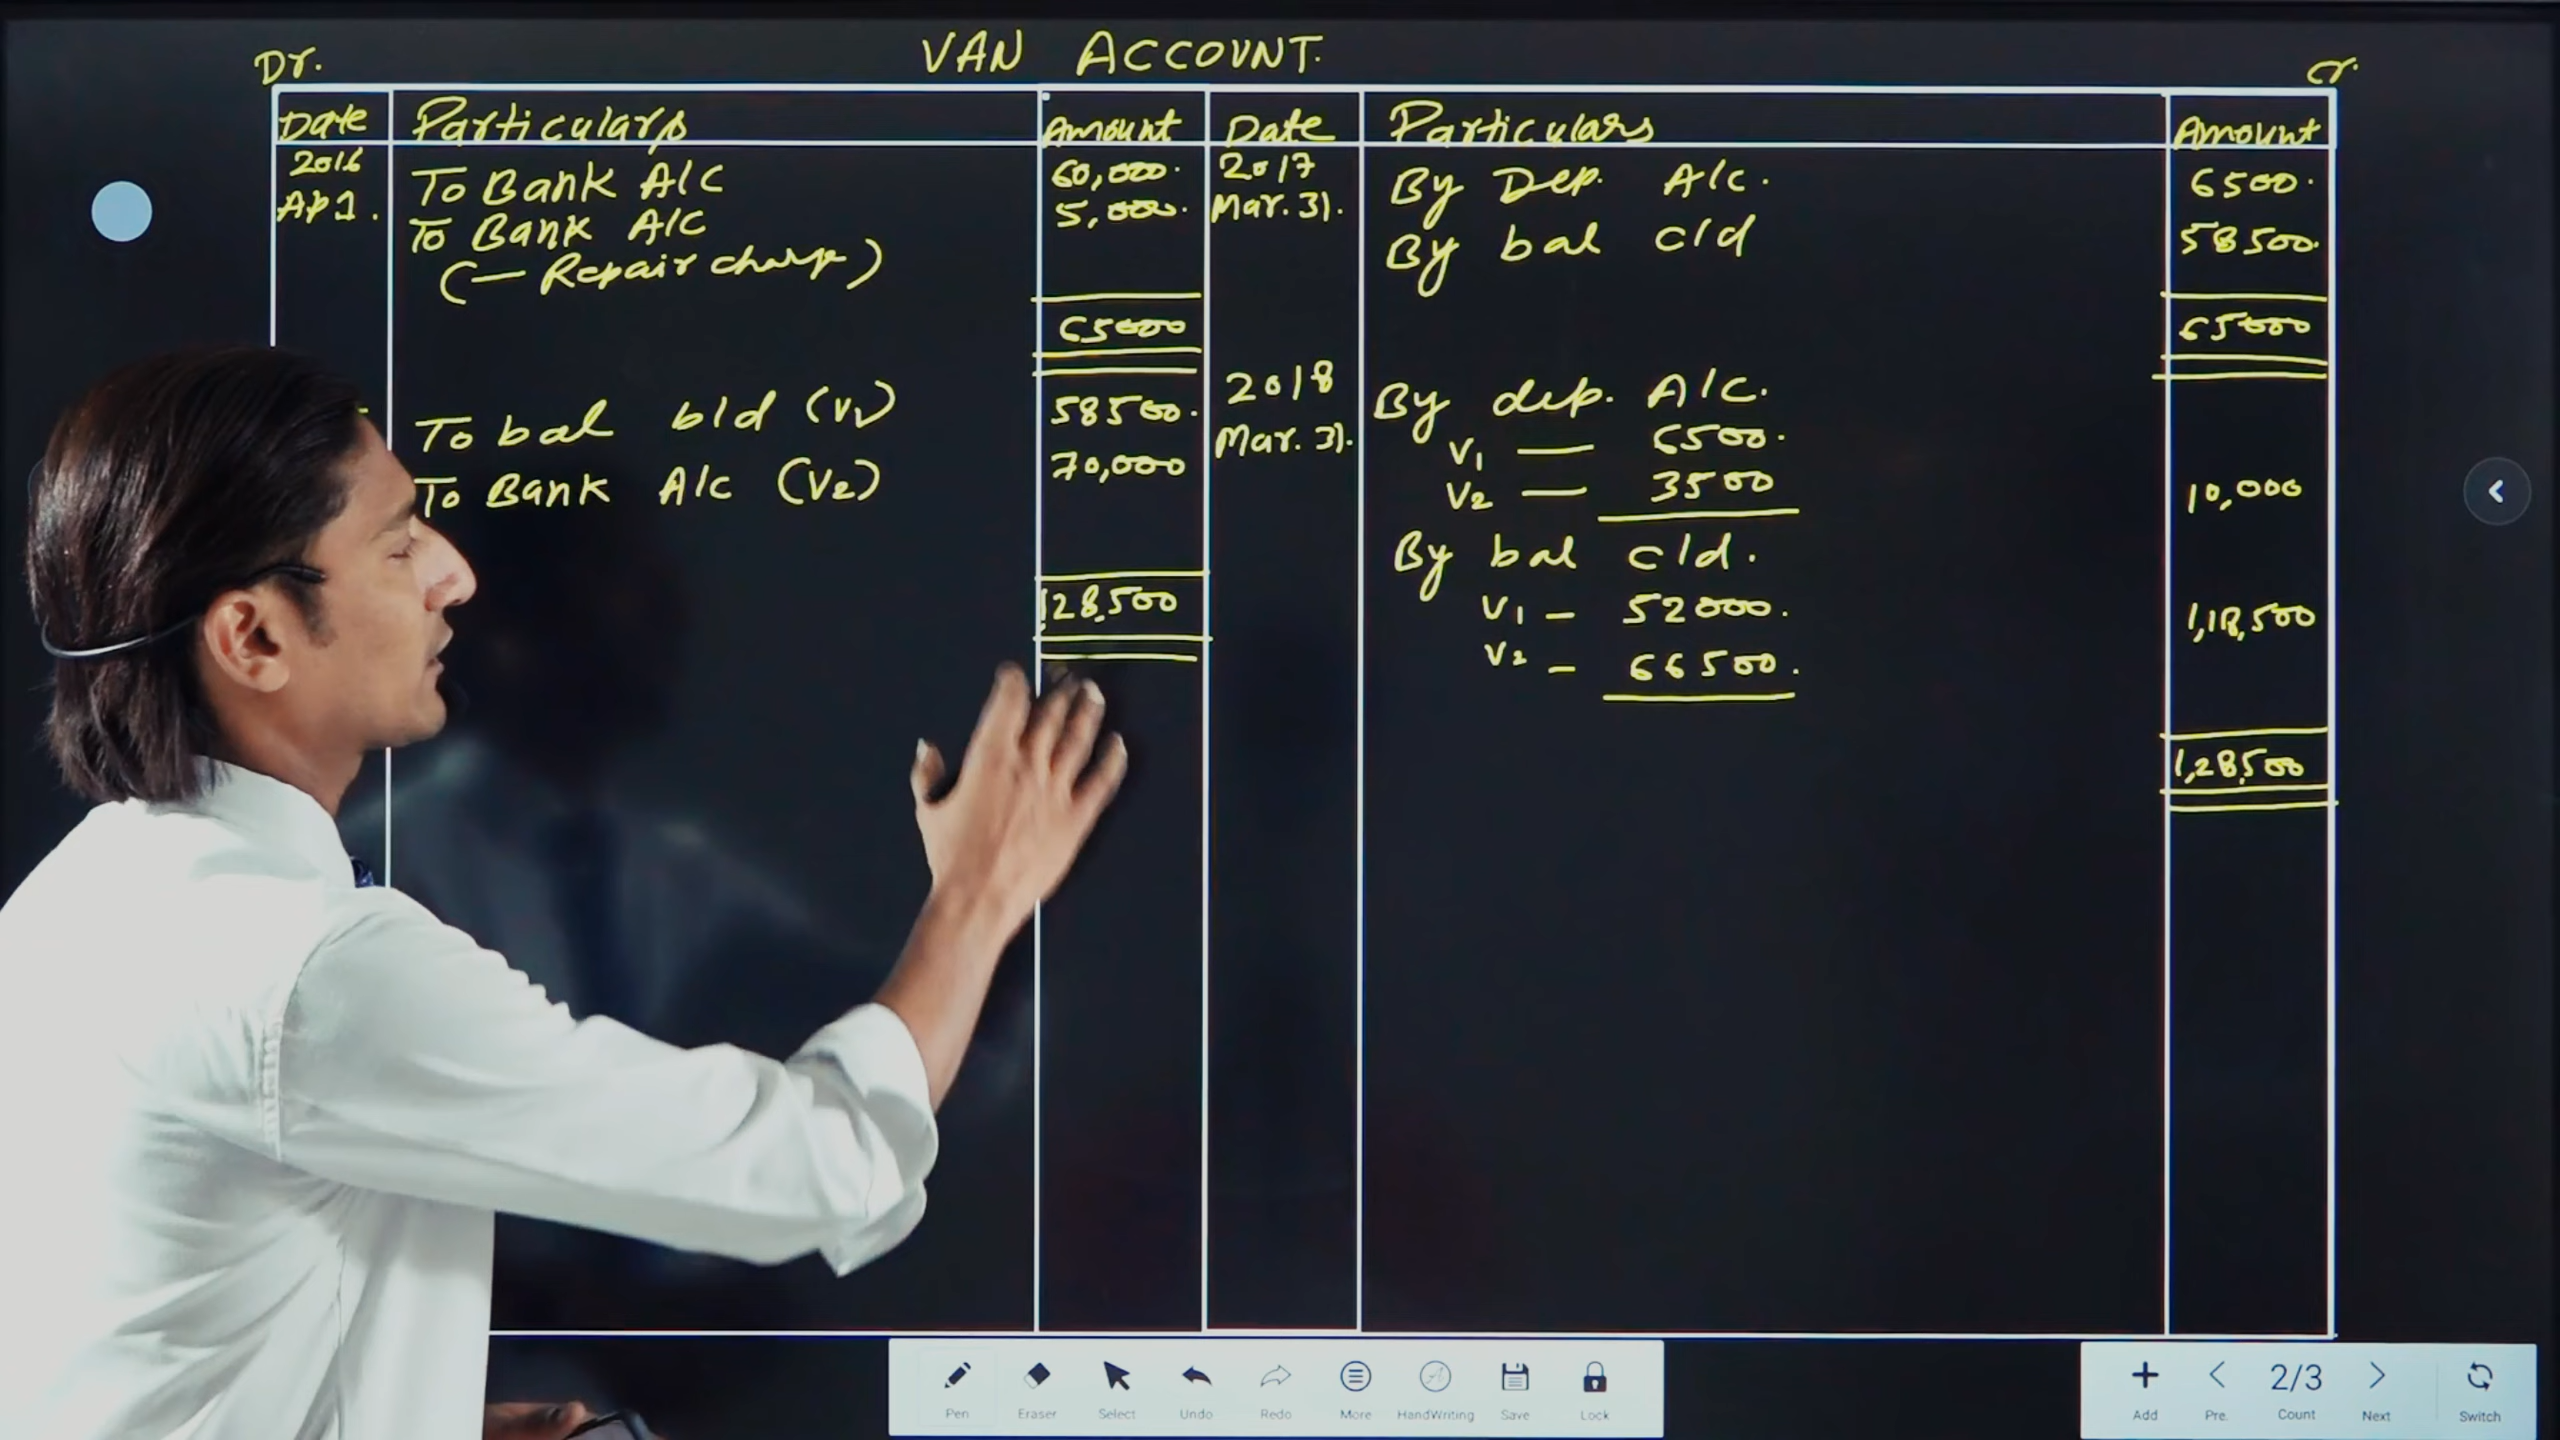 VAN ACCOUNT.
Dr.
Cr.
Date Particulars Amount Date Particulars Amount
2016 To Bank A/c 60,000. 2017 By Dep. A/c. 6500.
Ap 1. To Bank A/c 5,000. Mar. 31. By bal c/d 58500.
(— Repair charge)
65000 65000
To bal b/d (V1) 58500. 2018 By dep. A/c.
Mar. 31. V1 — 6500.
To Bank A/c (V2) 70,000 V2 — 3500 10,000
By bal c/d.
128,500 V1 - 52000. 1,18,500
V2 - 66500.
1,28,500
Pen Eraser Select Undo Redo More HandWriting Save Lock
2/3
Add Pre. Count Next Switch